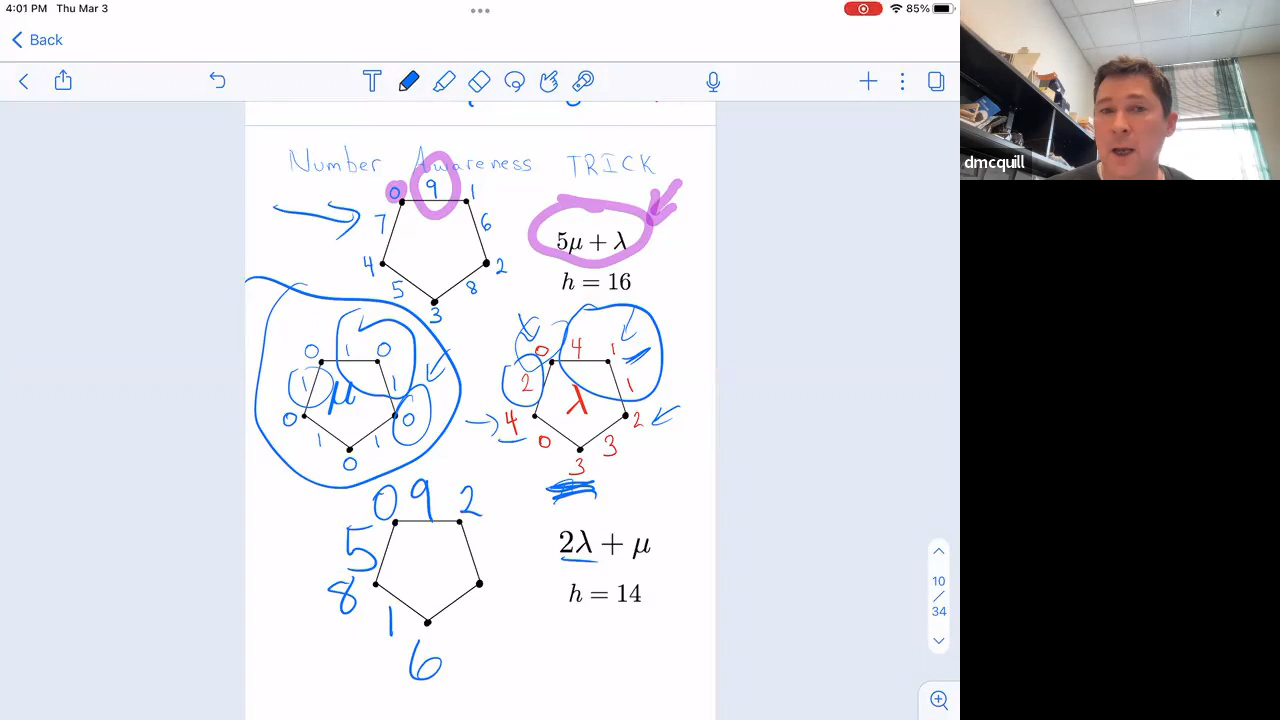 4:01 PM Thu Mar 3
85%
Back
dmcquill
Number Awareness TRICK
0 9 1
7 6
4 2
5 8
3
5μ + λ
h = 16
0 1 0
1 μ 1
0 0
1 1
0
0 4 1
2 λ 1
4 2
0 3
3
0 9 2
5
8
1
6
2λ + μ
h = 14
10
/
34